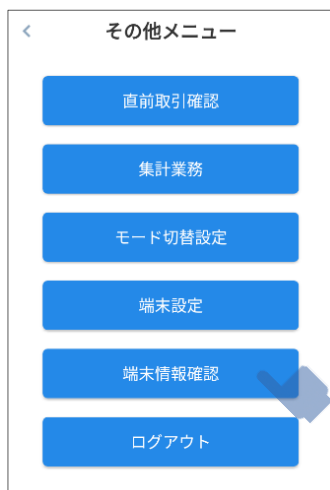 その他メニュー
直前取引確認
集計業務
モード切替設定
端末設定
端末情報確認
ログアウト